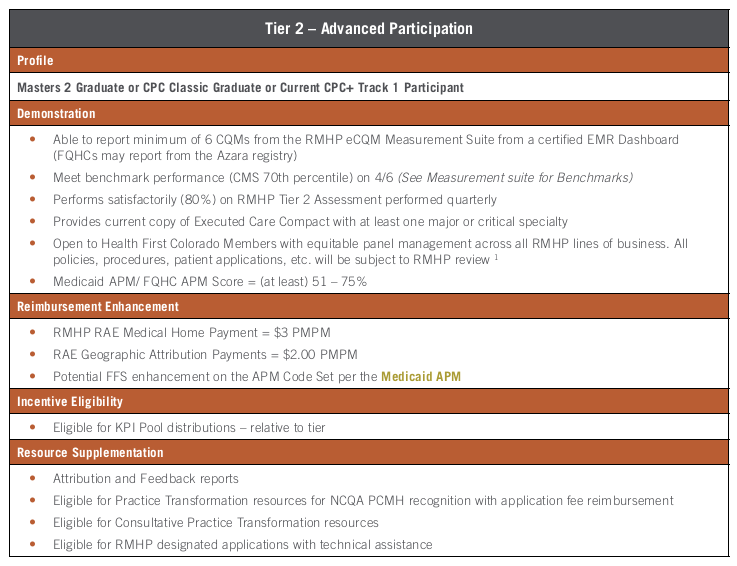 Tier 2 – Advanced Participation
Profile
Masters 2 Graduate or CPC Classic Graduate or Current CPC+ Track 1 Participant
Demonstration
• Able to report minimum of 6 CQMs from the RMHP eCQM Measurement Suite from a certified EMR Dashboard
(FQHCs may report from the Azara registry)
• Meet benchmark performance (CMS 70th percentile) on 4/6 (See Measurement suite for Benchmarks)
• Performs satisfactorily (80%) on RMHP Tier 2 Assessment performed quarterly
• Provides current copy of Executed Care Compact with at least one major or critical specialty
• Open to Health First Colorado Members with equitable panel management across all RMHP lines of business. All
policies, procedures, patient applications, etc. will be subject to RMHP review 1
• Medicaid APM/ FQHC APM Score = (at least) 51 – 75%
Reimbursement Enhancement
• RMHP RAE Medical Home Payment = $3 PMPM
• RAE Geographic Attribution Payments = $2.00 PMPM
• Potential FFS enhancement on the APM Code Set per the Medicaid APM
Incentive Eligibility
• Eligible for KPI Pool distributions – relative to tier
Resource Supplementation
• Attribution and Feedback reports
• Eligible for Practice Transformation resources for NCQA PCMH recognition with application fee reimbursement
• Eligible for Consultative Practice Transformation resources
• Eligible for RMHP designated applications with technical assistance